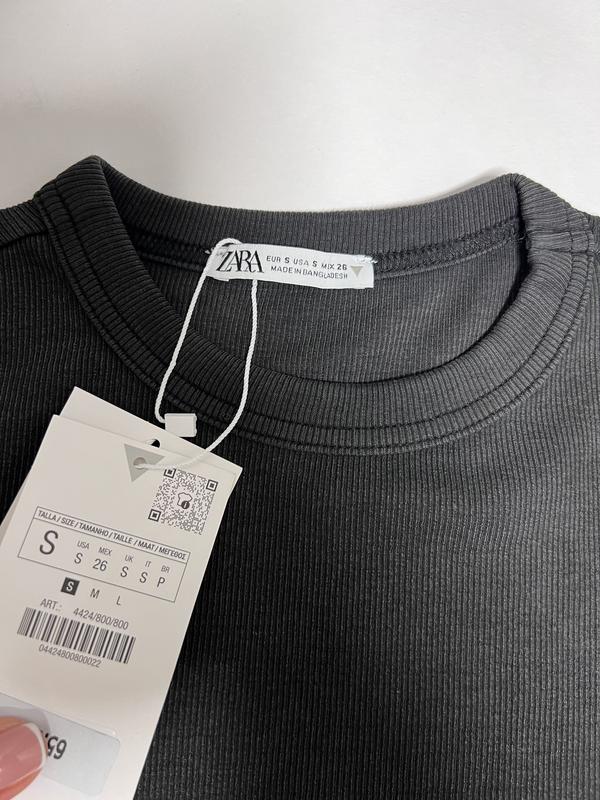 ZARA
EUR S USA S MIX 26
MADE IN BANGLADESH
TALLA / SIZE / TAMANHO / TAILLE / MAAT / ΜΕΓΕΘΟΣ
S
USA MEX UK IT BR
S 26 S S P
S M L
ART.: 4424/800/800
04424800800022